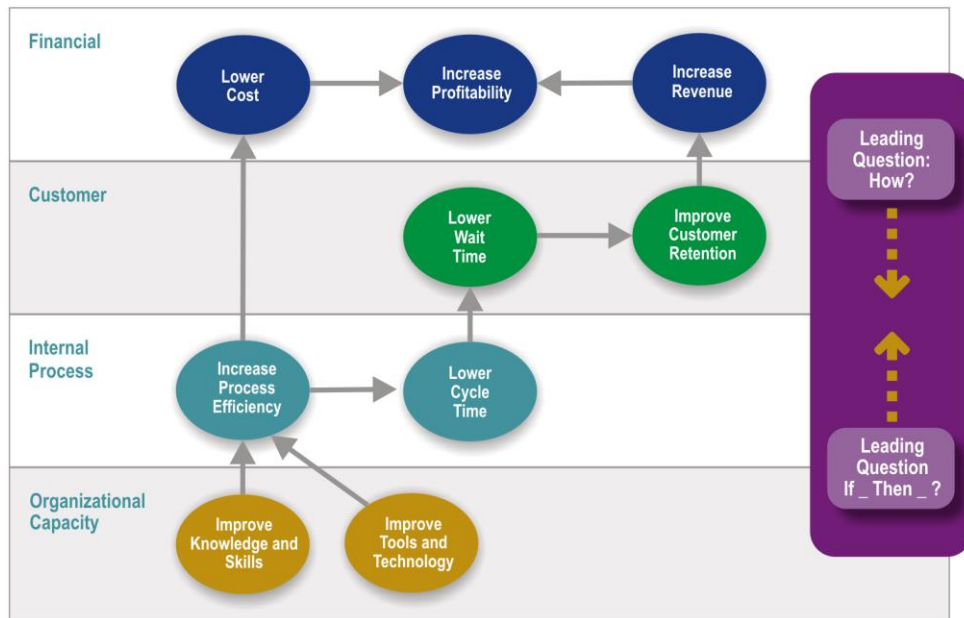 Financial
Lower
Cost
Increase
Profitability
Increase
Revenue
Customer
Lower
Wait
Time
Improve
Customer
Retention
Internal
Process
Increase
Process
Efficiency
Lower
Cycle
Time
Organizational
Capacity
Improve
Knowledge and
Skills
Improve
Tools and
Technology
Leading
Question:
How?
Leading
Question
If _ Then _ ?